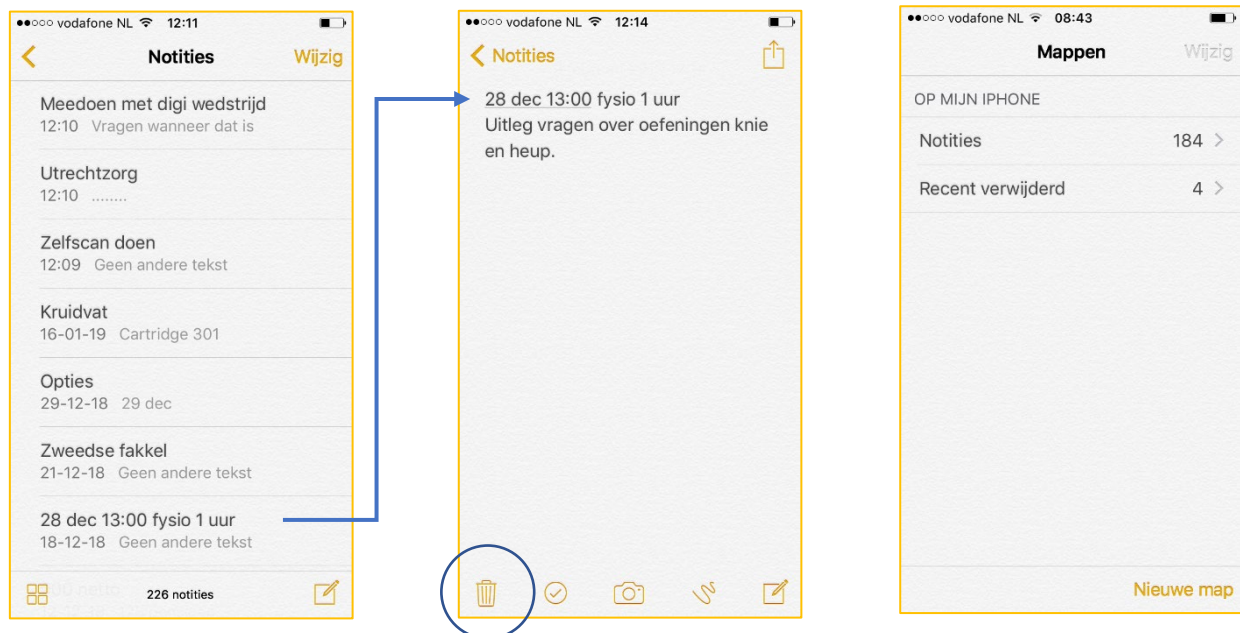 vodafone NL 12:11
Notities Wijzig
Meedoen met digi wedstrijd
12:10 Vragen wanneer dat is
Utrechtzorg
12:10 ........
Zelfscan doen
12:09 Geen andere tekst
Kruidvat
16-01-19 Cartridge 301
Opties
29-12-18 29 dec
Zweedse fakkel
21-12-18 Geen andere tekst
28 dec 13:00 fysio 1 uur
18-12-18 Geen andere tekst
226 notities
vodafone NL 12:14
Notities
28 dec 13:00 fysio 1 uur
Uitleg vragen over oefeningen knie
en heup.
vodafone NL 08:43
Mappen Wijzig
OP MIJN IPHONE
Notities 184
Recent verwijderd 4
Nieuwe map